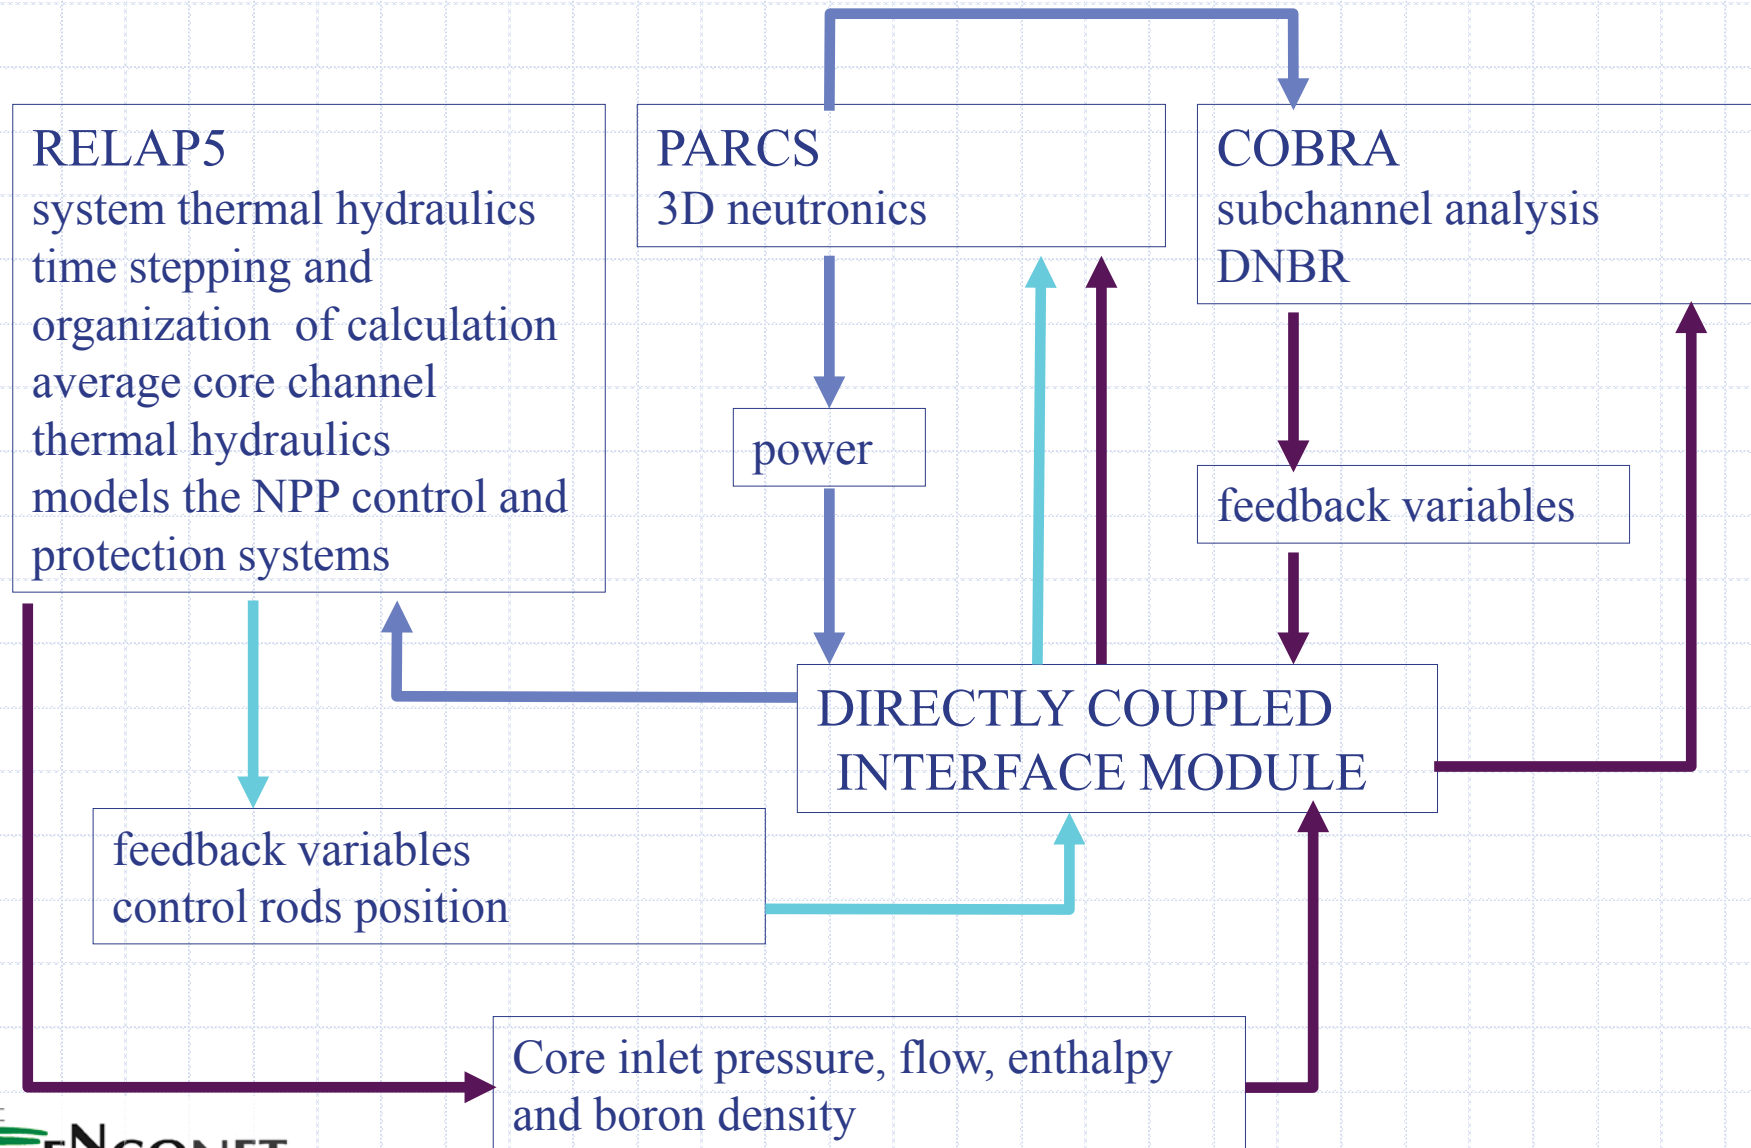 RELAP5
system thermal hydraulics
time stepping and
organization of calculation
average core channel
thermal hydraulics
models the NPP control and
protection systems
PARCS
3D neutronics
COBRA
subchannel analysis
DNBR
power
feedback variables
DIRECTLY COUPLED
INTERFACE MODULE
feedback variables
control rods position
Core inlet pressure, flow, enthalpy
and boron density
ENCONET